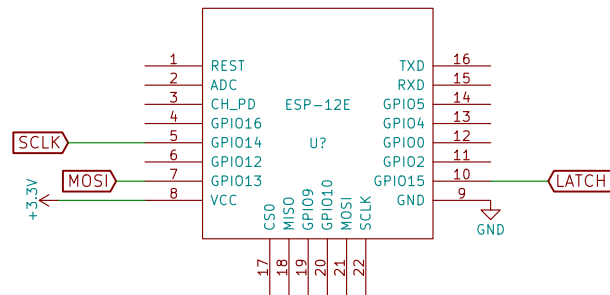 1 REST TXD 16
2 ADC RXD 15
3 CH_PD ESP-12E GPIO5 14
4 GPIO16 GPIO4 13
SCLK 5 GPIO14 U? GPIO0 12
6 GPIO12 GPIO2 11
MOSI 7 GPIO13 GPIO15 10 LATCH
+3.3V 8 VCC GND 9
GND
CS0 MISO GPIO9 GPIO10 MOSI SCLK
17 18 19 20 21 22